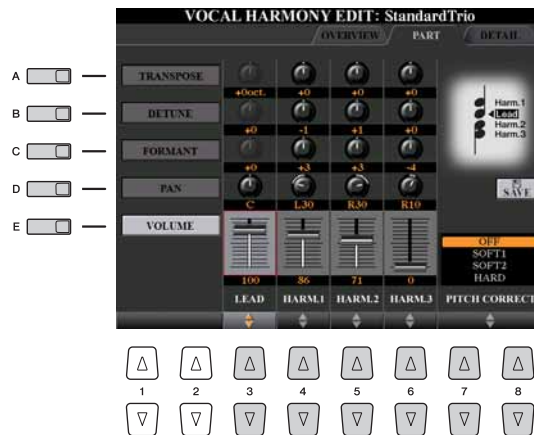 VOCAL HARMONY EDIT: StandardTrio
OVERVIEW PART DETAIL
A TRANSPOSE
+0oct. +0 +0 +0
B DETUNE
+0 -1 +1 +0
C FORMANT
+0 +3 +3 -4
D PAN
C L30 R30 R10
E VOLUME
100 86 71 0
LEAD HARM.1 HARM.2 HARM.3 PITCH CORRECT
Harm.1
Lead
Harm.2
Harm.3
SAVE
OFF
SOFT1
SOFT2
HARD
1 2 3 4 5 6 7 8